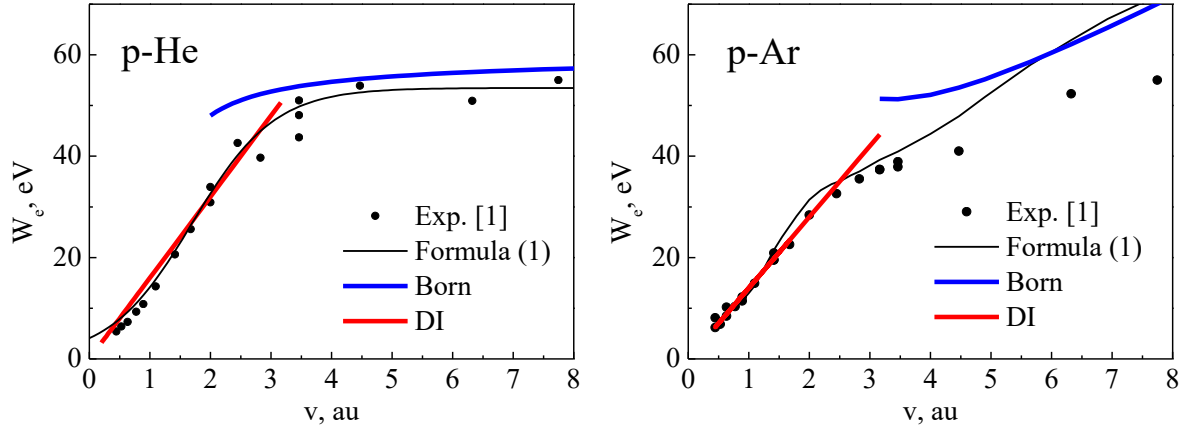 p-He
W_e, eV
60
40
20
0
Exp. [1]
Formula (1)
Born
DI
0 1 2 3 4 5 6 7 8
v, au
p-Ar
W_e, eV
60
40
20
0
Exp. [1]
Formula (1)
Born
DI
0 1 2 3 4 5 6 7 8
v, au